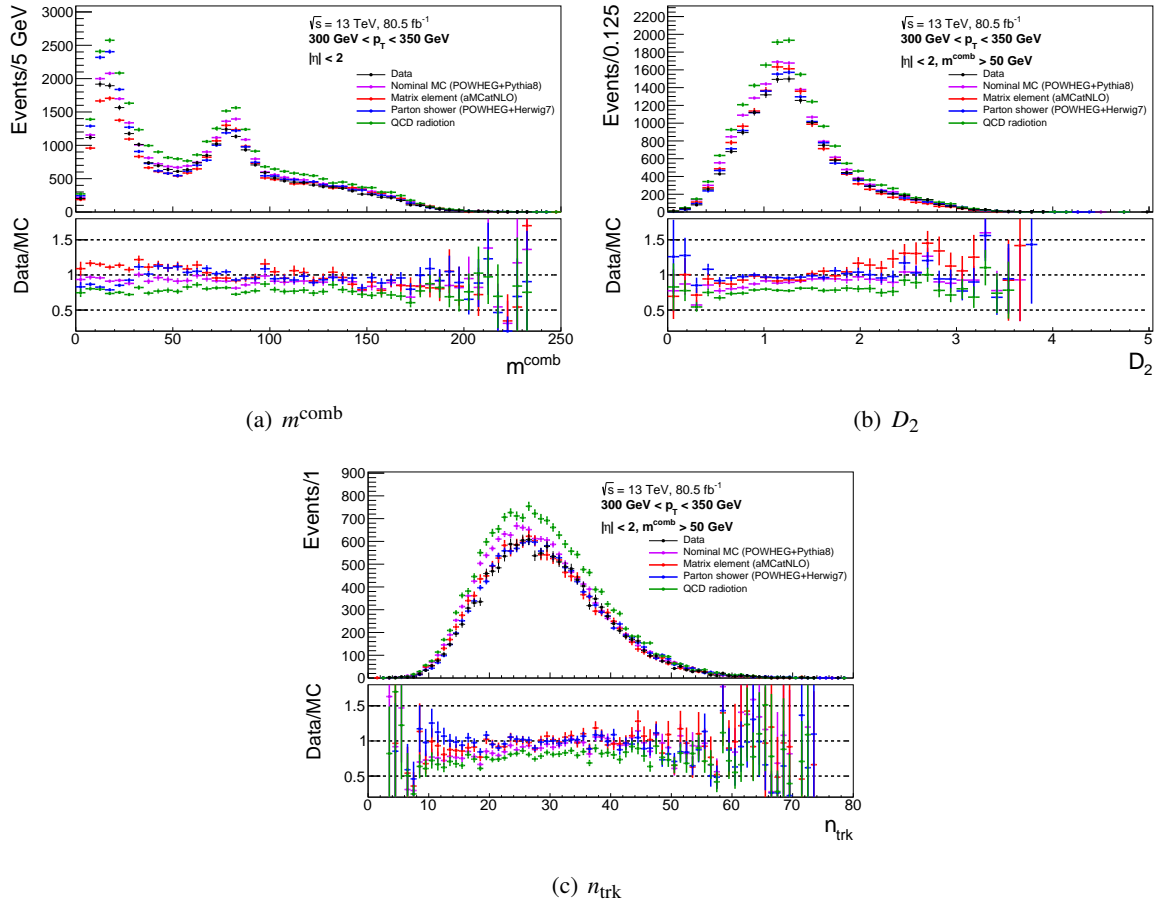 Events/5 GeV
3000
2500
2000
1500
1000
500
0
√s = 13 TeV, 80.5 fb⁻¹
300 GeV < p_T < 350 GeV
|η| < 2
Data
Nominal MC (POWHEG+Pythia8)
Matrix element (aMCatNLO)
Parton shower (POWHEG+Herwig7)
QCD radiotion
Data/MC
1.5
1
0.5
0 50 100 150 200 250
m^comb
(a) m^comb
Events/0.125
2200
2000
1800
1600
1400
1200
1000
800
600
400
200
0
√s = 13 TeV, 80.5 fb⁻¹
300 GeV < p_T < 350 GeV
|η| < 2, m^comb > 50 GeV
Data
Nominal MC (POWHEG+Pythia8)
Matrix element (aMCatNLO)
Parton shower (POWHEG+Herwig7)
QCD radiotion
Data/MC
1.5
1
0.5
0 1 2 3 4 5
D₂
(b) D₂
Events/1
900
800
700
600
500
400
300
200
100
0
√s = 13 TeV, 80.5 fb⁻¹
300 GeV < p_T < 350 GeV
|η| < 2, m^comb > 50 GeV
Data
Nominal MC (POWHEG+Pythia8)
Matrix element (aMCatNLO)
Parton shower (POWHEG+Herwig7)
QCD radiotion
Data/MC
1.5
1
0.5
0 10 20 30 40 50 60 70 80
n_trk
(c) n_trk